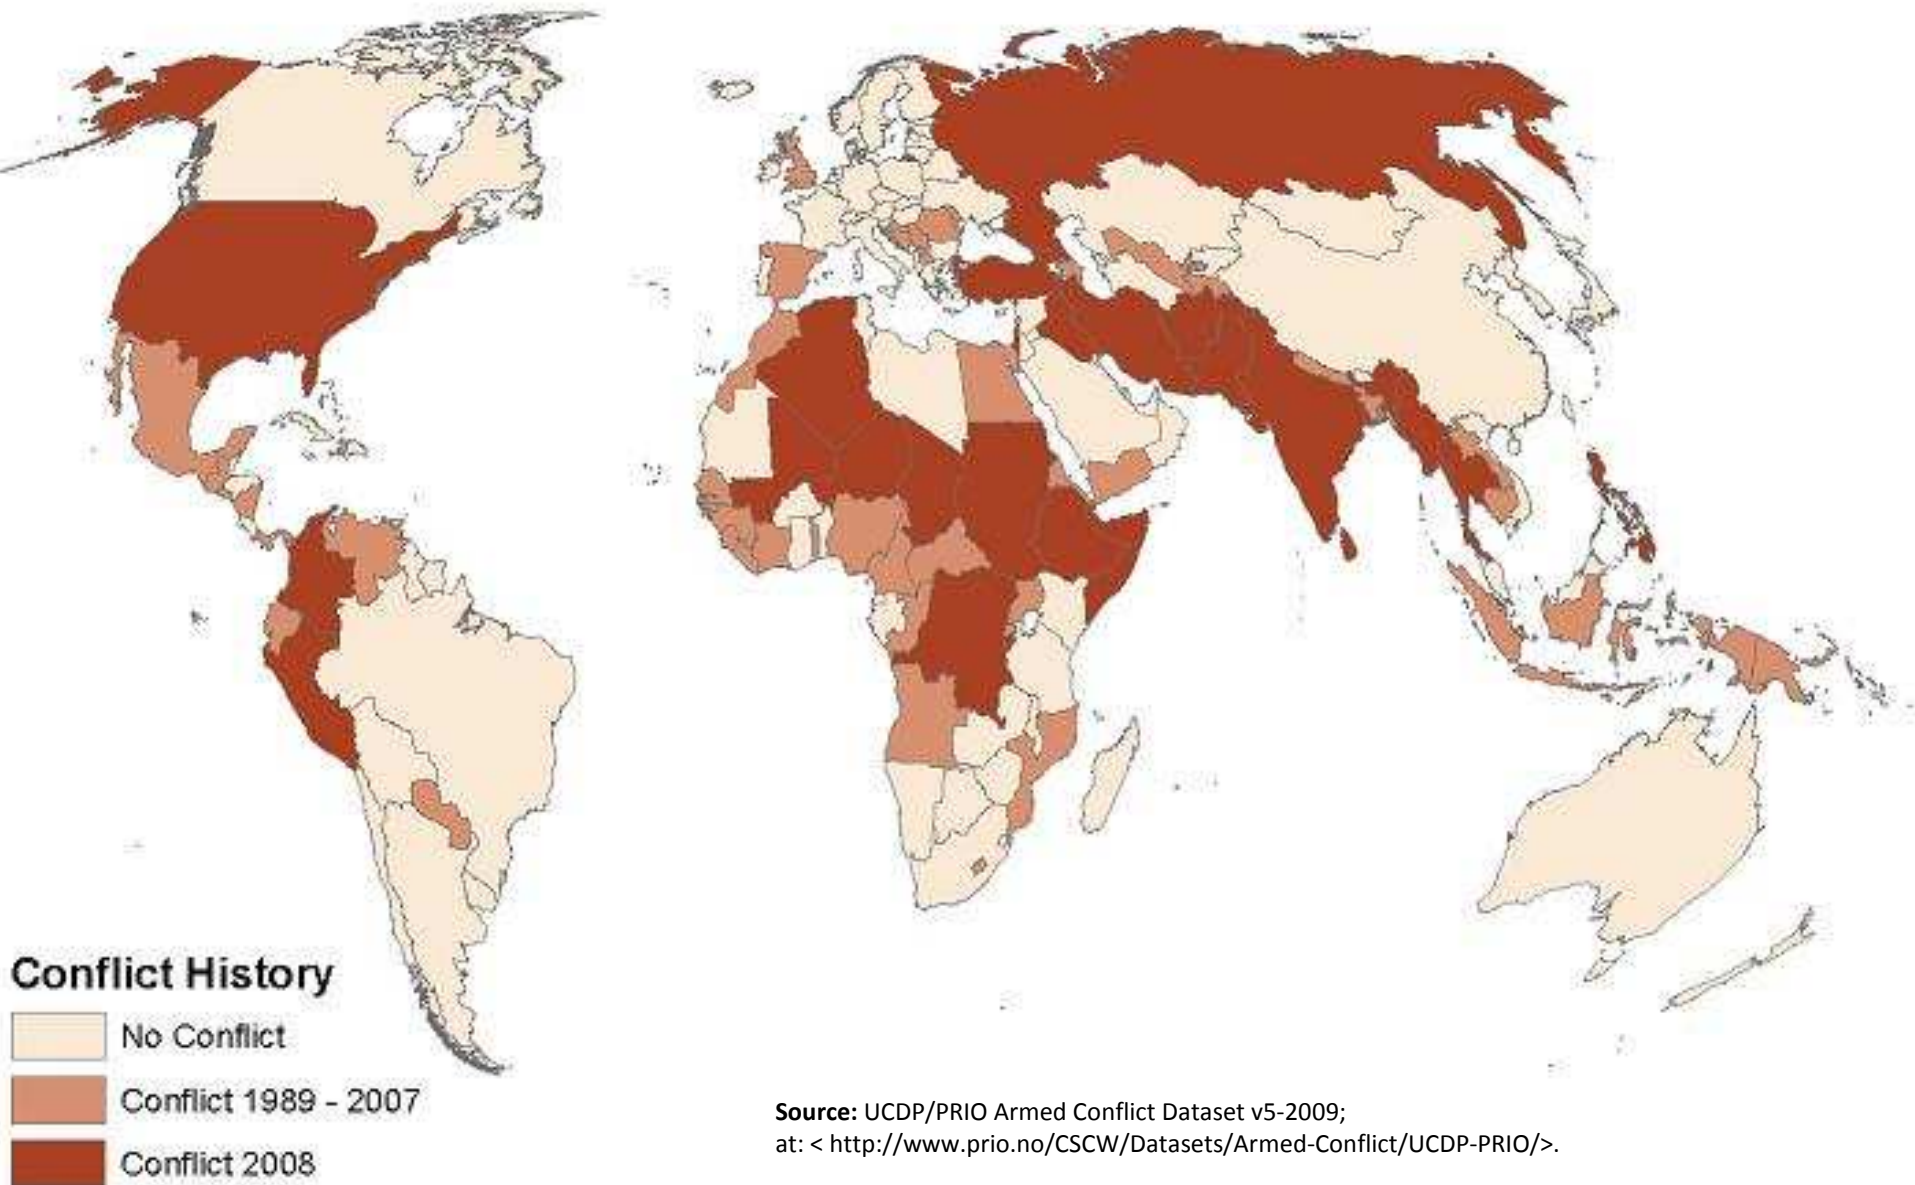 Conflict History
No Conflict
Conflict 1989 - 2007
Conflict 2008
Source: UCDP/PRIO Armed Conflict Dataset v5-2009;
at: < http://www.prio.no/CSCW/Datasets/Armed-Conflict/UCDP-PRIO/>.